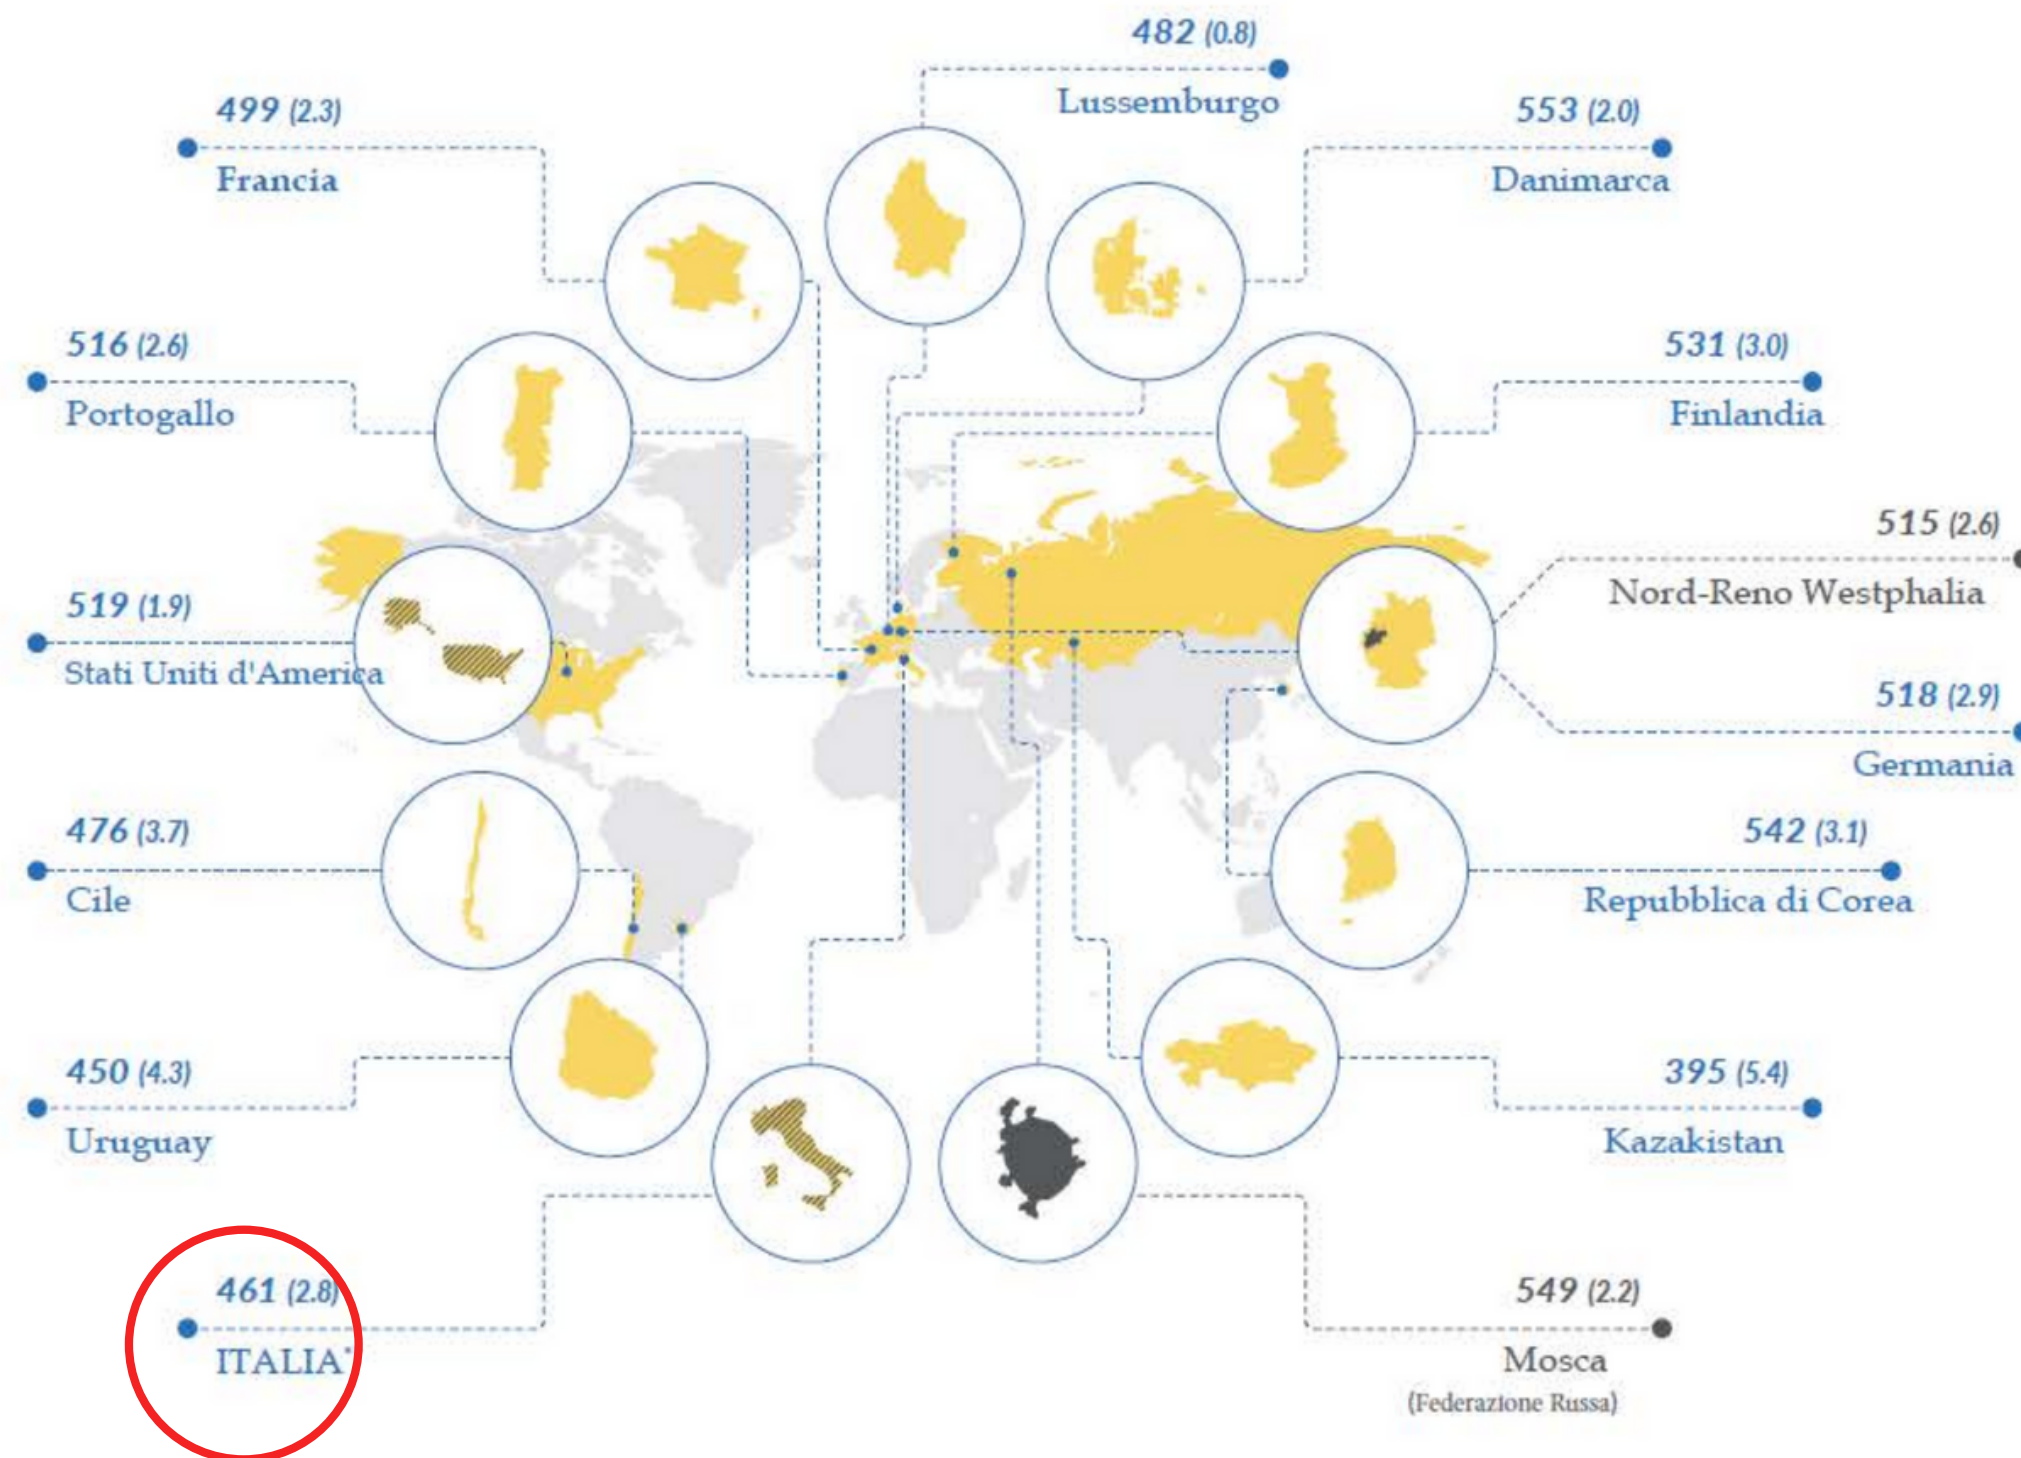 482 (0.8)
Lussemburgo
499 (2.3)
Francia
553 (2.0)
Danimarca
516 (2.6)
Portogallo
531 (3.0)
Finlandia
515 (2.6)
Nord-Reno Westphalia
519 (1.9)
Stati Uniti d'America
518 (2.9)
Germania
476 (3.7)
Cile
542 (3.1)
Repubblica di Corea
450 (4.3)
Uruguay
395 (5.4)
Kazakistan
461 (2.8)
ITALIA*
549 (2.2)
Mosca
(Federazione Russa)